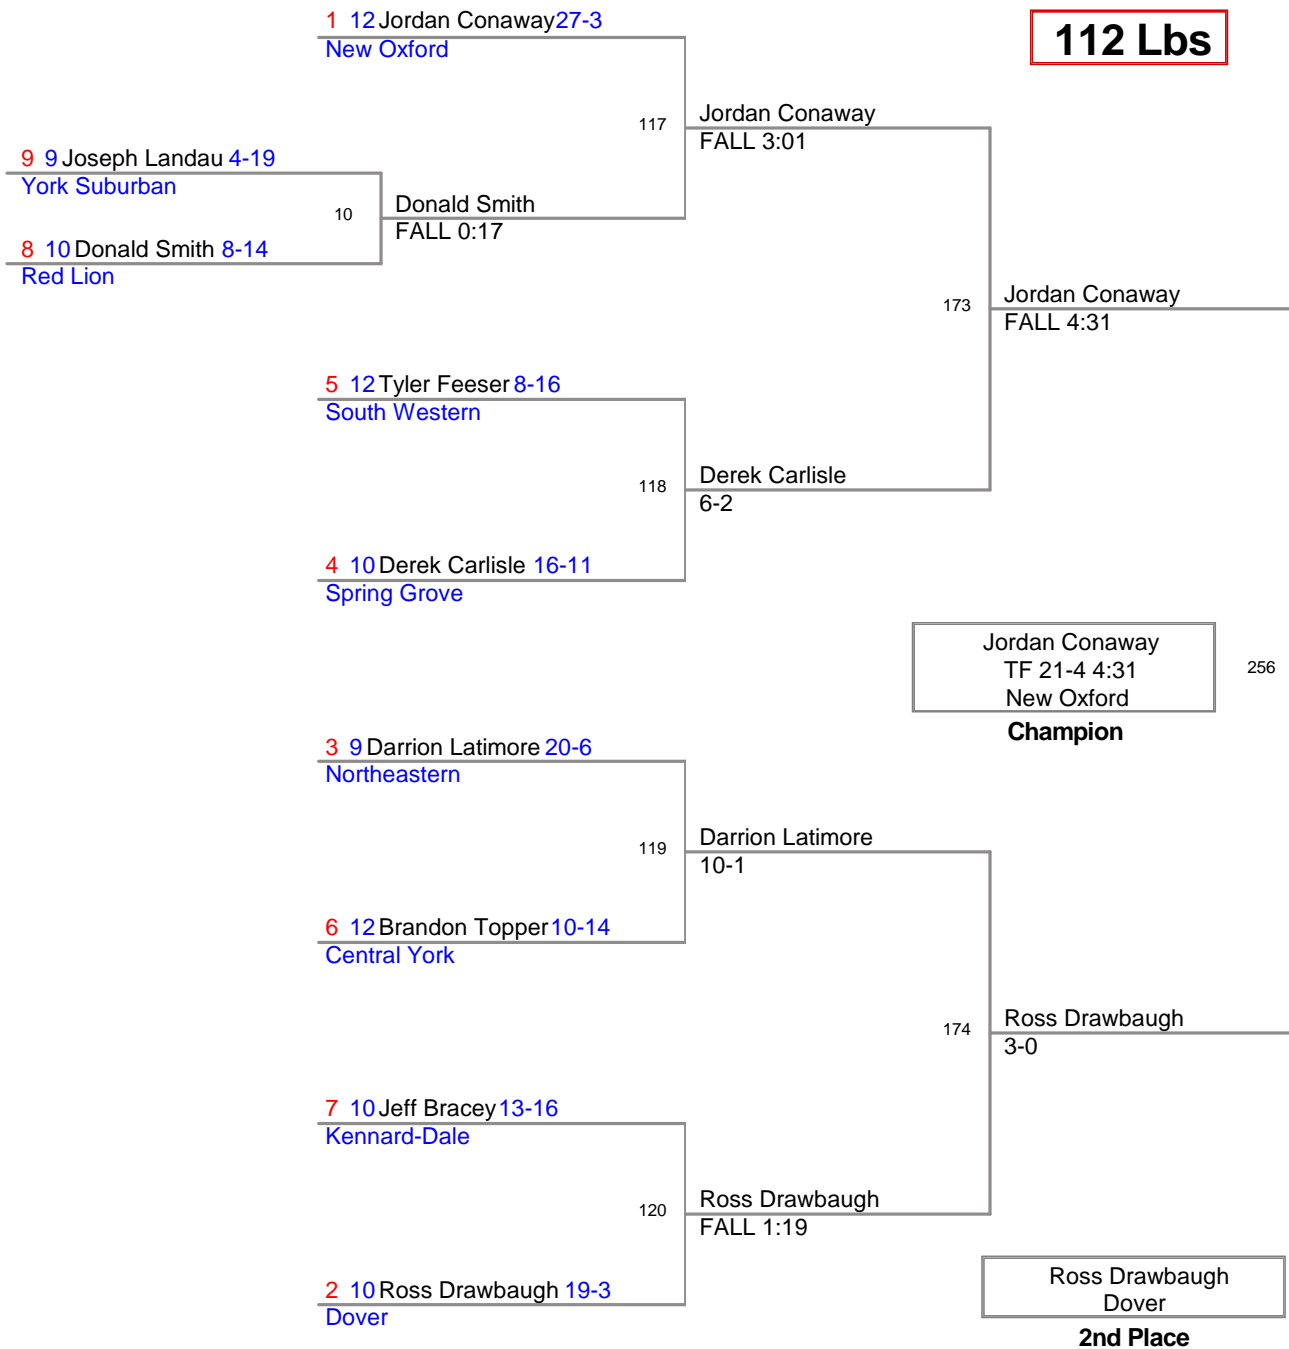 1 12 Jordan Conaway 27-3
New Oxford
112 Lbs
117
Jordan Conaway
FALL 3:01
9 9 Joseph Landau 4-19
York Suburban
10
Donald Smith
FALL 0:17
8 10 Donald Smith 8-14
Red Lion
173
Jordan Conaway
FALL 4:31
5 12 Tyler Feeser 8-16
South Western
118
Derek Carlisle
6-2
4 10 Derek Carlisle 16-11
Spring Grove
Jordan Conaway
TF 21-4 4:31
New Oxford
256
Champion
3 9 Darrion Latimore 20-6
Northeastern
119
Darrion Latimore
10-1
6 12 Brandon Topper 10-14
Central York
174
Ross Drawbaugh
3-0
7 10 Jeff Bracey 13-16
Kennard-Dale
120
Ross Drawbaugh
FALL 1:19
2 10 Ross Drawbaugh 19-3
Dover
Ross Drawbaugh
Dover
2nd Place